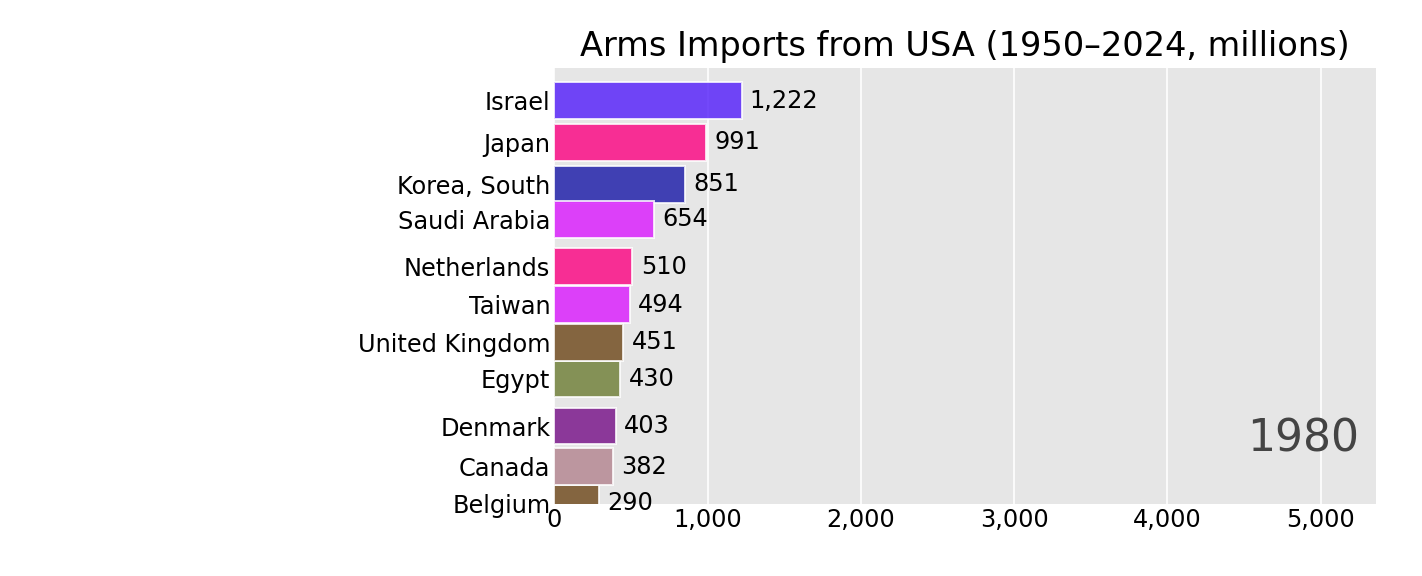 Arms Imports from USA (1950–2024, millions)
Israel 1,222
Japan 991
Korea, South 851
Saudi Arabia 654
Netherlands 510
Taiwan 494
United Kingdom 451
Egypt 430
Denmark 403
1980
Canada 382
Belgium 290
0 1,000 2,000 3,000 4,000 5,000